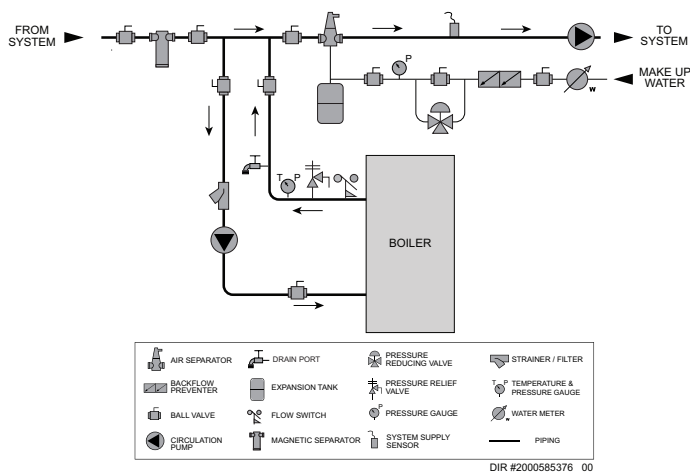 FROM
SYSTEM
TO
SYSTEM
P
MAKE UP
WATER
w
T
P
BOILER
AIR SEPARATOR
DRAIN PORT
PRESSURE
REDUCING VALVE
STRAINER / FILTER
BACKFLOW
PREVENTER
EXPANSION TANK
PRESSURE RELIEF
VALVE
T P
TEMPERATURE &
PRESSURE GAUGE
BALL VALVE
FLOW SWITCH
P
PRESSURE GAUGE
w
WATER METER
CIRCULATION
PUMP
MAGNETIC SEPARATOR
SYSTEM SUPPLY
SENSOR
PIPING
DIR #2000585376 00